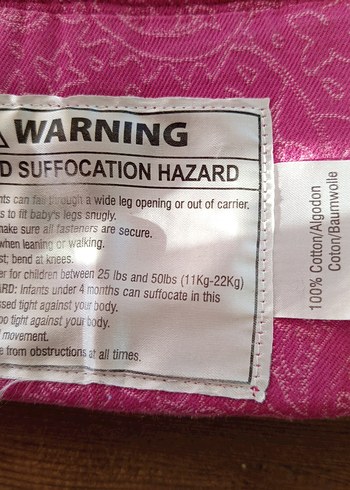 WARNING
D SUFFOCATION HAZARD
nts can fall through a wide leg opening or out of carrier.
s to fit baby's legs snugly.
make sure all fasteners are secure.
when leaning or walking.
st; bend at knees.
er for children between 25 lbs and 50lbs (11Kg-22Kg)
ARD: Infants under 4 months can suffocate in this
ssed tight against your body.
oo tight against your body.
movement.
e from obstructions at all times.
100% Cotton/Algodon
Coton/Baumwolle